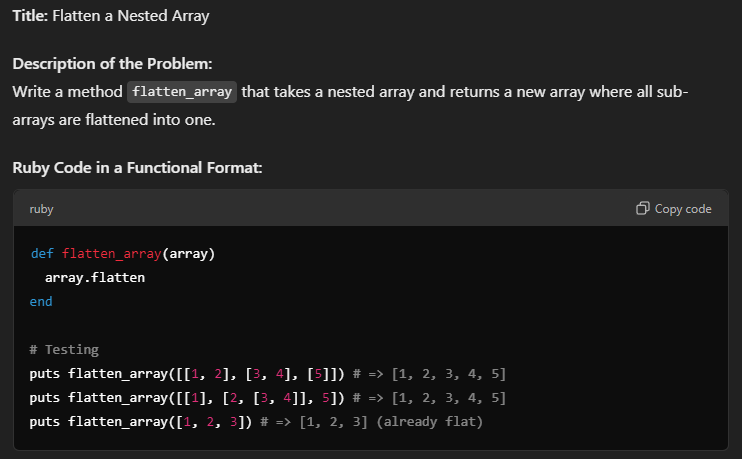 Title: Flatten a Nested Array
Description of the Problem:
Write a method flatten_array that takes a nested array and returns a new array where all sub-
arrays are flattened into one.
Ruby Code in a Functional Format:
ruby Copy code
def flatten_array(array)
  array.flatten
end
# Testing
puts flatten_array([[1, 2], [3, 4], [5]]) # => [1, 2, 3, 4, 5]
puts flatten_array([[1], [2, [3, 4]], 5]) # => [1, 2, 3, 4, 5]
puts flatten_array([1, 2, 3]) # => [1, 2, 3] (already flat)